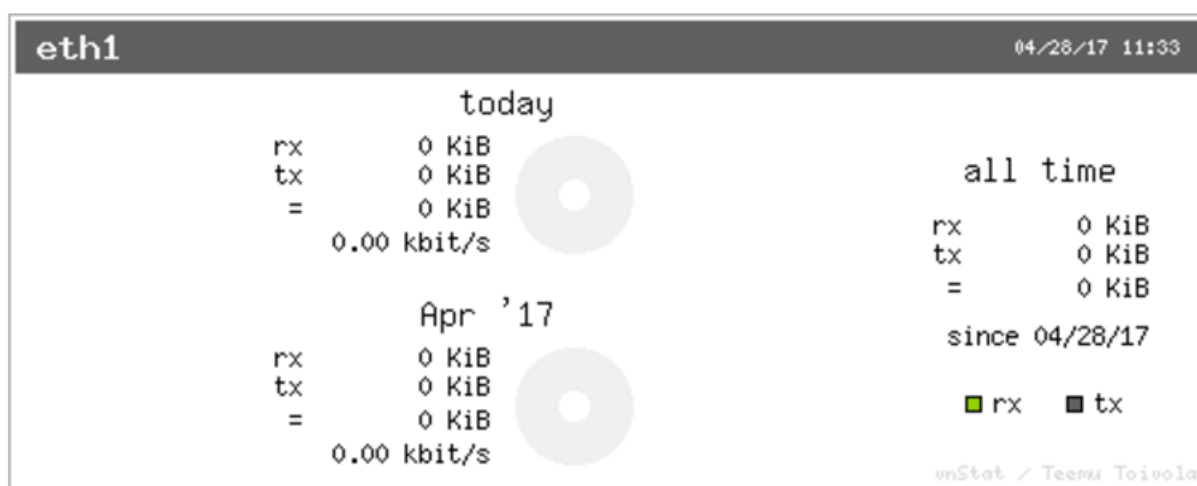 eth1 04/28/17 11:33
today
rx 0 KiB
tx 0 KiB
= 0 KiB
0.00 kbit/s
Apr '17
rx 0 KiB
tx 0 KiB
= 0 KiB
0.00 kbit/s
all time
rx 0 KiB
tx 0 KiB
= 0 KiB
since 04/28/17
rx tx
vnStat / Teemu Toivola